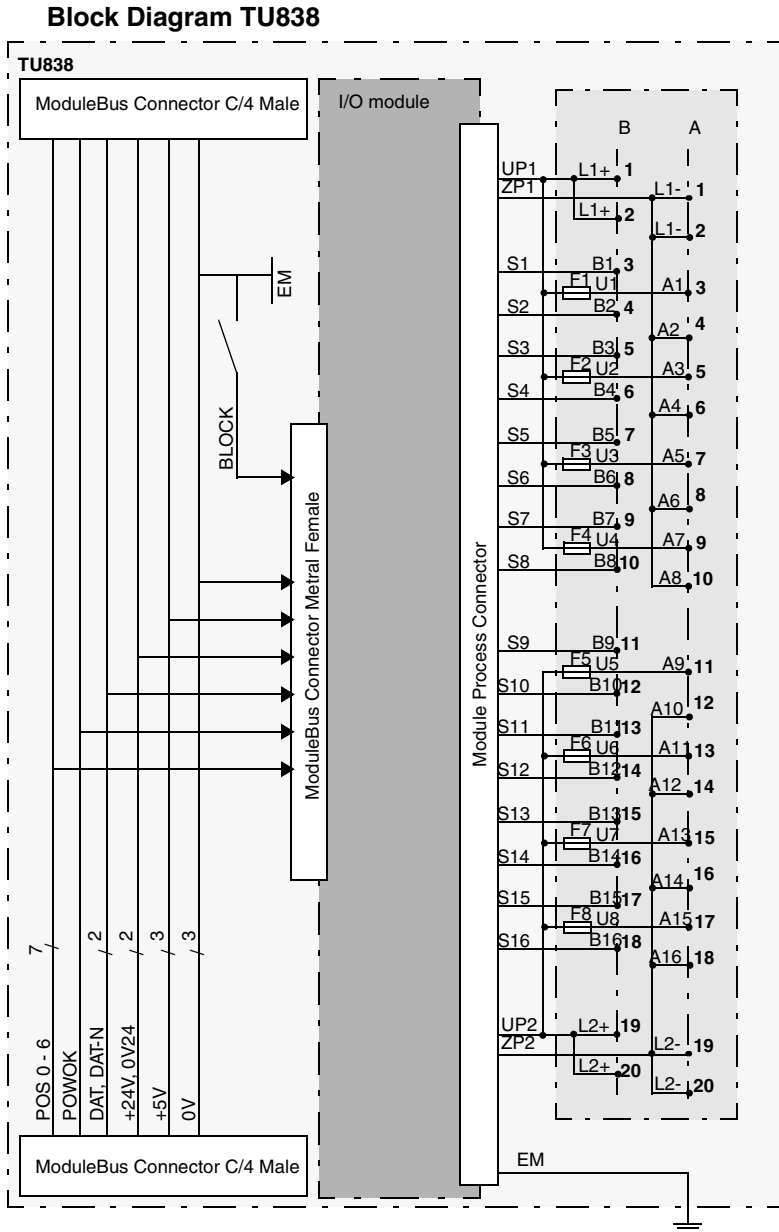 Block Diagram TU838
TU838
ModuleBus Connector C/4 Male
I/O module
B A
UP1 L1+ 1
ZP1 L1- 1
L1+ 2
L1- 2
EM
S1 B1 3
F1 U1 A1 3
S2 B2 4
A2 4
S3 B3 5
F2 U2 A3 5
S4 B4 6
A4 6
BLOCK
S5 B5 7
F3 U3 A5 7
S6 B6 8
A6 8
S7 B7 9
F4 U4 A7 9
S8 B8 10
A8 10
ModuleBus Connector Metral Female
Module Process Connector
S9 B9 11
F5 U5 A9 11
S10 B10 12
A10 12
S11 B11 13
F6 U6 A11 13
S12 B12 14
A12 14
S13 B13 15
F7 U7 A13 15
S14 B14 16
A14 16
S15 B15 17
F8 U8 A15 17
S16 B16 18
A16 18
7 2 2 3 3
POS 0 - 6
POWOK
DAT, DAT-N
+24V, 0V24
+5V
0V
UP2 L2+ 19
ZP2 L2- 19
L2+ 20
L2- 20
ModuleBus Connector C/4 Male
EM